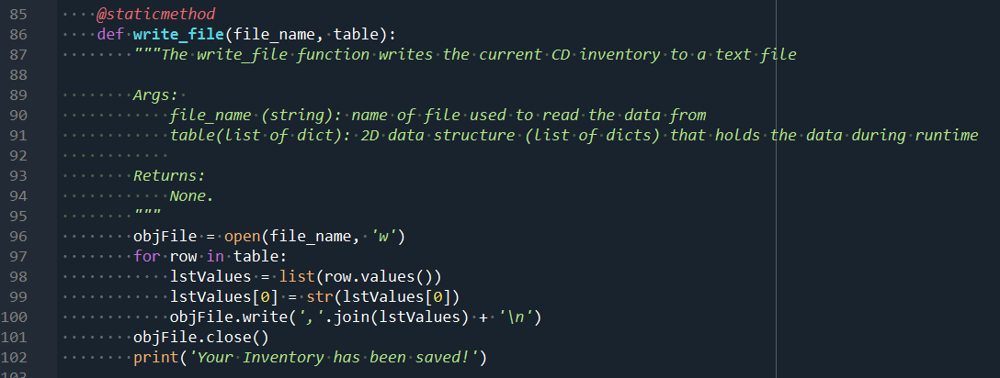 85 @staticmethod
86 def write_file(file_name, table):
87 """The write_file function writes the current CD inventory to a text file
88
89 Args:
90 file_name (string): name of file used to read the data from
91 table(list of dict): 2D data structure (list of dicts) that holds the data during runtime
92
93 Returns:
94 None.
95 """
96 objFile = open(file_name, 'w')
97 for row in table:
98 lstValues = list(row.values())
99 lstValues[0] = str(lstValues[0])
100 objFile.write(','.join(lstValues) + '\n')
101 objFile.close()
102 print('Your Inventory has been saved!')
103